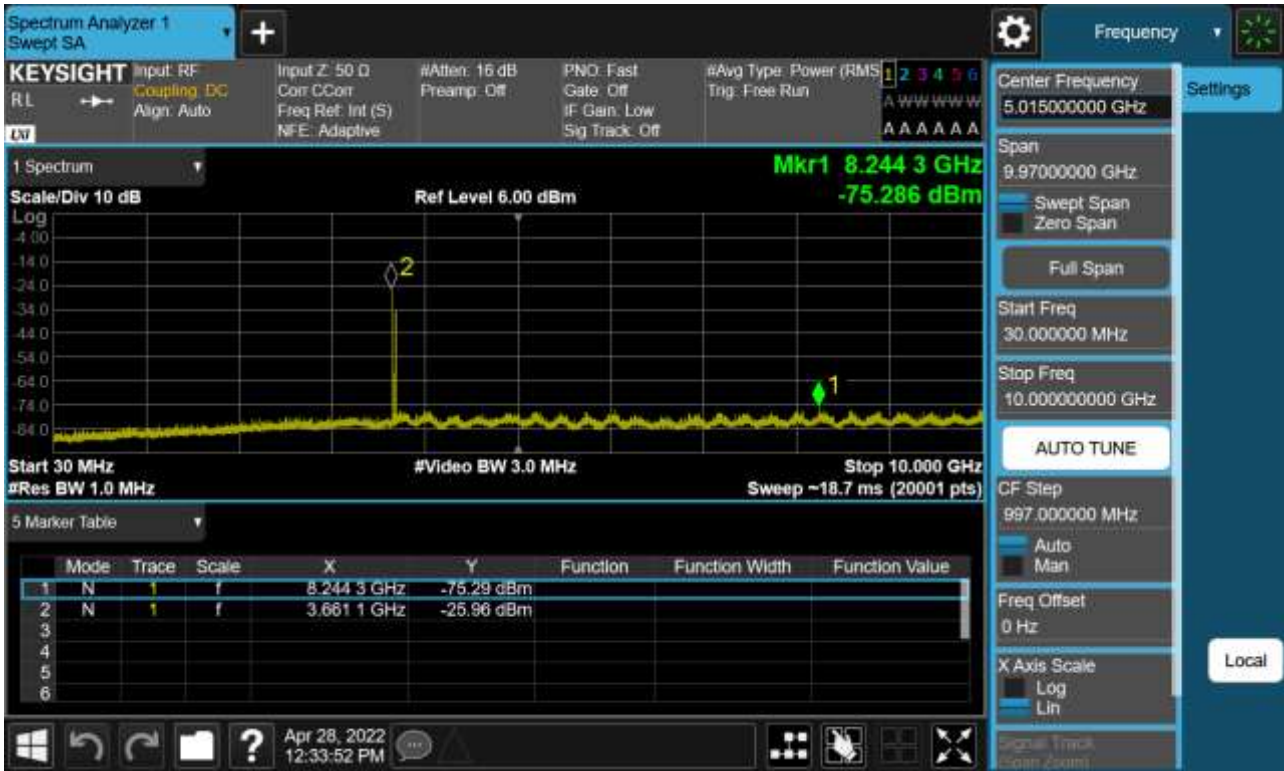 Spectrum Analyzer 1
Swept SA
+
Frequency
KEYSIGHT
RL
LXI
Input: RF
Coupling: DC
Align: Auto
Input Z: 50 Ω
Corr CCorr
Freq Ref: Int (S)
NFE: Adaptive
#Atten: 16 dB
Preamp: Off
PNO: Fast
Gate: Off
IF Gain: Low
Sig Track: Off
#Avg Type: Power (RMS
Trig: Free Run
1 2 3 4 5 6
A W W W W W
A A A A A A
1 Spectrum
Scale/Div 10 dB
Ref Level 6.00 dBm
Mkr1 8.244 3 GHz
-75.286 dBm
Log
-4.00
-14.0
-24.0
-34.0
-44.0
-54.0
-64.0
-74.0
-84.0
2
1
Start 30 MHz
#Video BW 3.0 MHz
Stop 10.000 GHz
#Res BW 1.0 MHz
Sweep ~18.7 ms (20001 pts)
5 Marker Table
Mode Trace Scale X Y Function Function Width Function Value
1 N 1 f 8.244 3 GHz -75.29 dBm
2 N 1 f 3.661 1 GHz -25.96 dBm
3
4
5
6
?
Apr 28, 2022
12:33:52 PM
Center Frequency
5.015000000 GHz
Settings
Span
9.97000000 GHz
Swept Span
Zero Span
Full Span
Start Freq
30.000000 MHz
Stop Freq
10.000000000 GHz
AUTO TUNE
CF Step
997.000000 MHz
Auto
Man
Freq Offset
0 Hz
X Axis Scale
Log
Lin
Local
Signal Track
(Span Zoom)